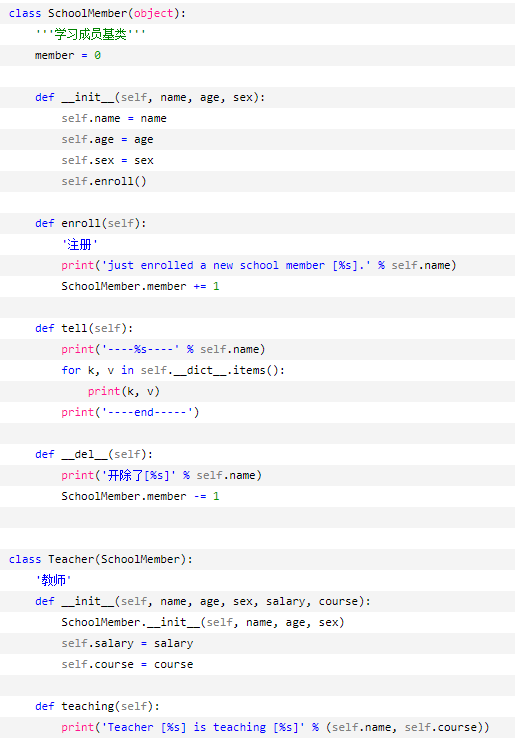 class SchoolMember(object):
    '''学习成员基类'''
    member = 0

    def __init__(self, name, age, sex):
        self.name = name
        self.age = age
        self.sex = sex
        self.enroll()

    def enroll(self):
        '注册'
        print('just enrolled a new school member [%s].' % self.name)
        SchoolMember.member += 1

    def tell(self):
        print('----%s----' % self.name)
        for k, v in self.__dict__.items():
            print(k, v)
        print('----end-----')

    def __del__(self):
        print('开除了[%s]' % self.name)
        SchoolMember.member -= 1


class Teacher(SchoolMember):
    '教师'
    def __init__(self, name, age, sex, salary, course):
        SchoolMember.__init__(self, name, age, sex)
        self.salary = salary
        self.course = course

    def teaching(self):
        print('Teacher [%s] is teaching [%s]' % (self.name, self.course))